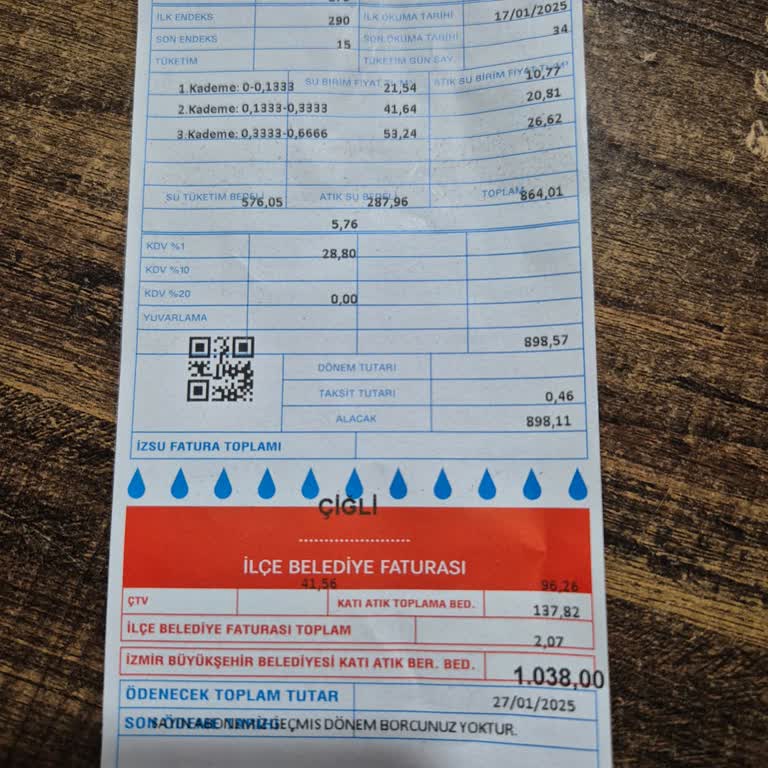 İLK ENDEKS 290 İLK OKUMA TARİHİ 17/01/2025
SON ENDEKS 15 SON OKUMA TARİHİ 34
TÜKETİM TÜKETİM GÜN SAY.
SU BİRİM FİYAT ATIK SU BİRİM FİYAT
1.Kademe: 0-0,1333 21,54 10,77
2.Kademe: 0,1333-0,3333 41,64 20,81
3.Kademe: 0,3333-0,6666 53,24 26,62
SU TÜKETİM BEDELİ ATIK SU BEDELİ TOPLAM
576,05 287,96 864,01
5,76
KDV %1
28,80
KDV %10
KDV %20
0,00
YUVARLAMA
898,57
DÖNEM TUTARI
TAKSİT TUTARI 0,46
ALACAK 898,11
İZSU FATURA TOPLAMI
ÇİĞLİ
......................
İLÇE BELEDİYE FATURASI
41,56 96,26
ÇTV KATI ATIK TOPLAMA BED. 137,82
İLÇE BELEDİYE FATURASI TOPLAM 2,07
İZMİR BÜYÜKŞEHİR BELEDİYESİ KATI ATIK BER. BED. 1.038,00
ÖDENECEK TOPLAM TUTAR 27/01/2025
SAYIN ABONEMİZ GEÇMİS DÖNEM BORCUNUZ YOKTUR.